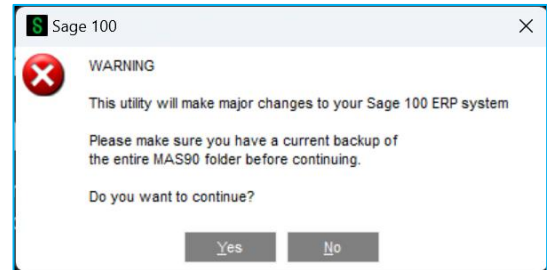 S Sage 100
WARNING
This utility will make major changes to your Sage 100 ERP system
Please make sure you have a current backup of
the entire MAS90 folder before continuing.
Do you want to continue?
Yes
No